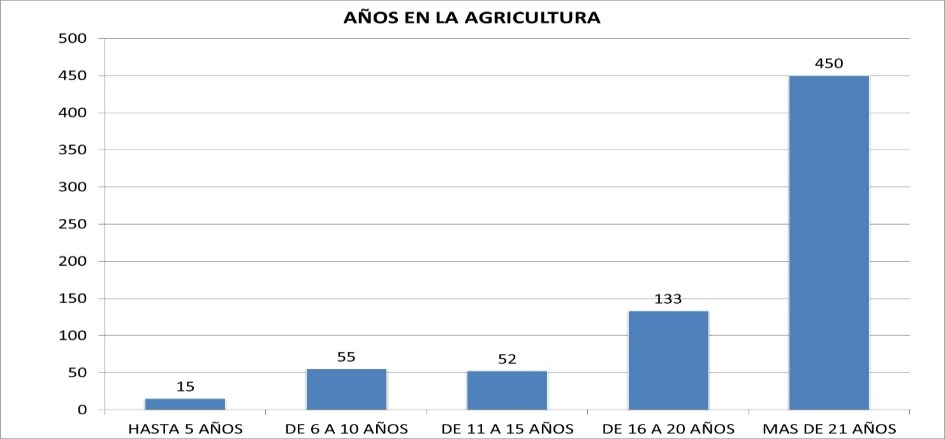 AÑOS EN LA AGRICULTURA
500
450
400
350
300
250
200
150
100
50
0
15
55
52
133
450
HASTA 5 AÑOS
DE 6 A 10 AÑOS
DE 11 A 15 AÑOS
DE 16 A 20 AÑOS
MAS DE 21 AÑOS